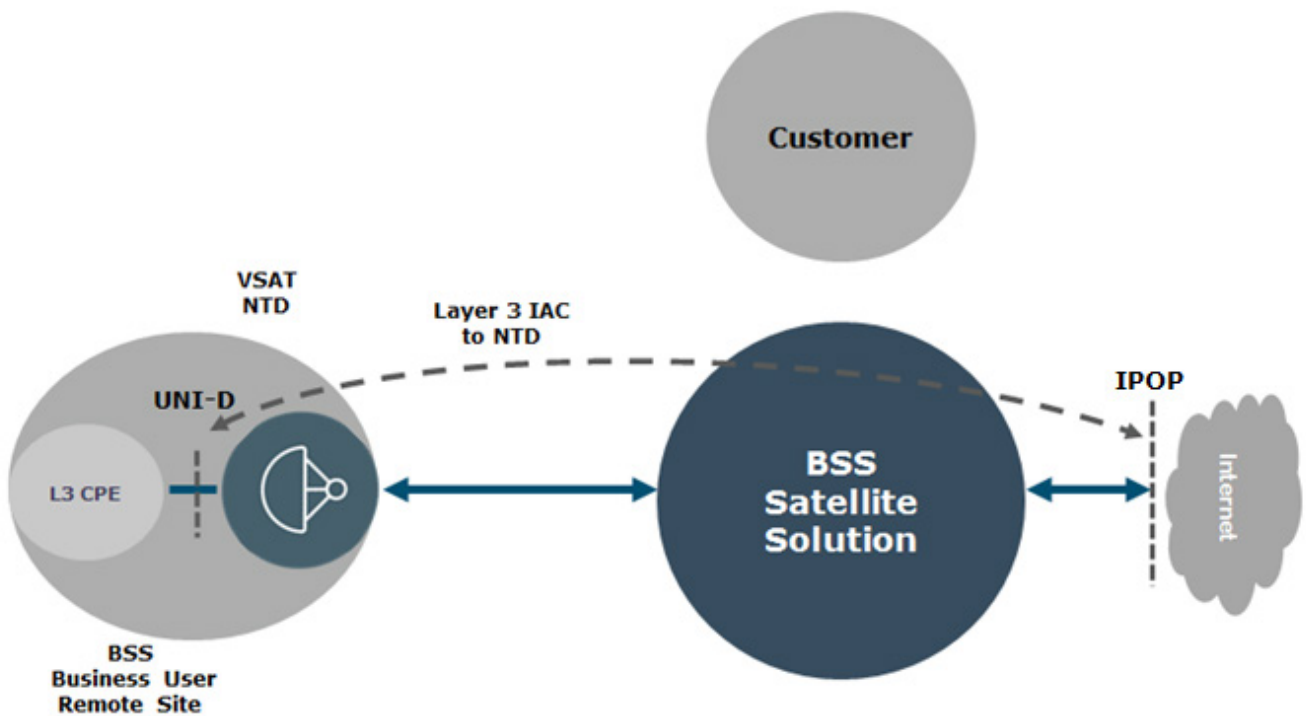 Customer
VSAT
NTD
Layer 3 IAC
to NTD
IPOP
UNI-D
L3 CPE
BSS
Satellite
Solution
Internet
BSS
Business User
Remote Site